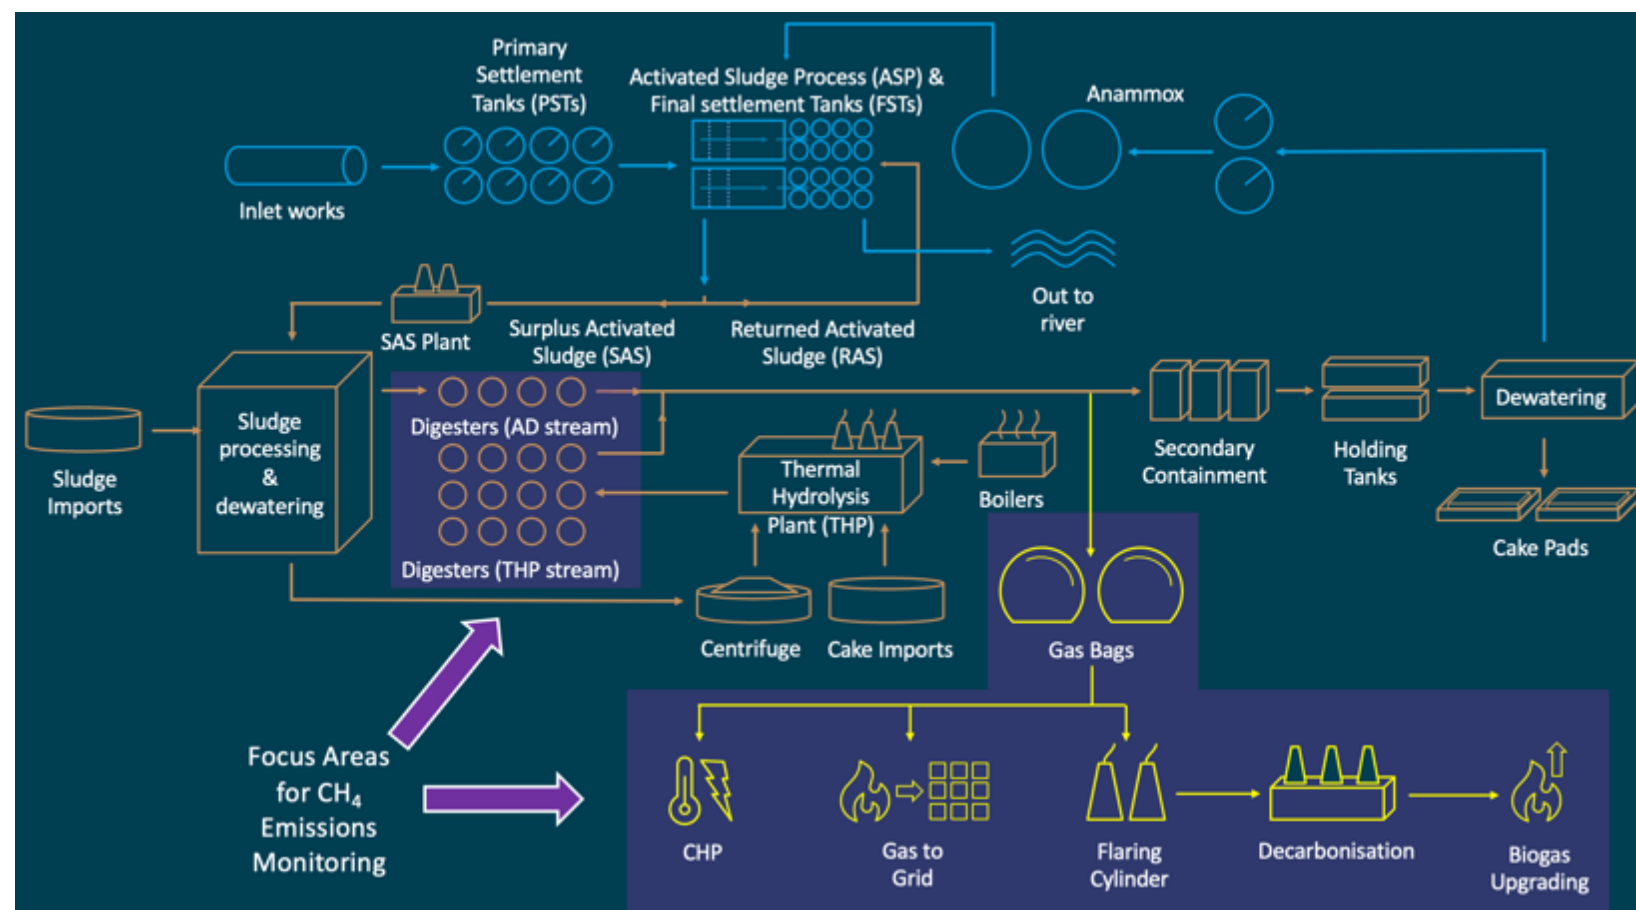 Primary
Settlement
Tanks (PSTs)
Activated Sludge Process (ASP) &
Final settlement Tanks (FSTs)
Anammox
Inlet works
Out to
river
SAS Plant
Surplus Activated
Sludge (SAS)
Returned Activated
Sludge (RAS)
Sludge
Imports
Sludge
processing
&
dewatering
Digesters (AD stream)
Digesters (THP stream)
Thermal
Hydrolysis
Plant (THP)
Boilers
Secondary
Containment
Holding
Tanks
Dewatering
Cake Pads
Centrifuge
Cake Imports
Gas Bags
Focus Areas
for CH₄
Emissions
Monitoring
CHP
Gas to
Grid
Flaring
Cylinder
Decarbonisation
Biogas
Upgrading